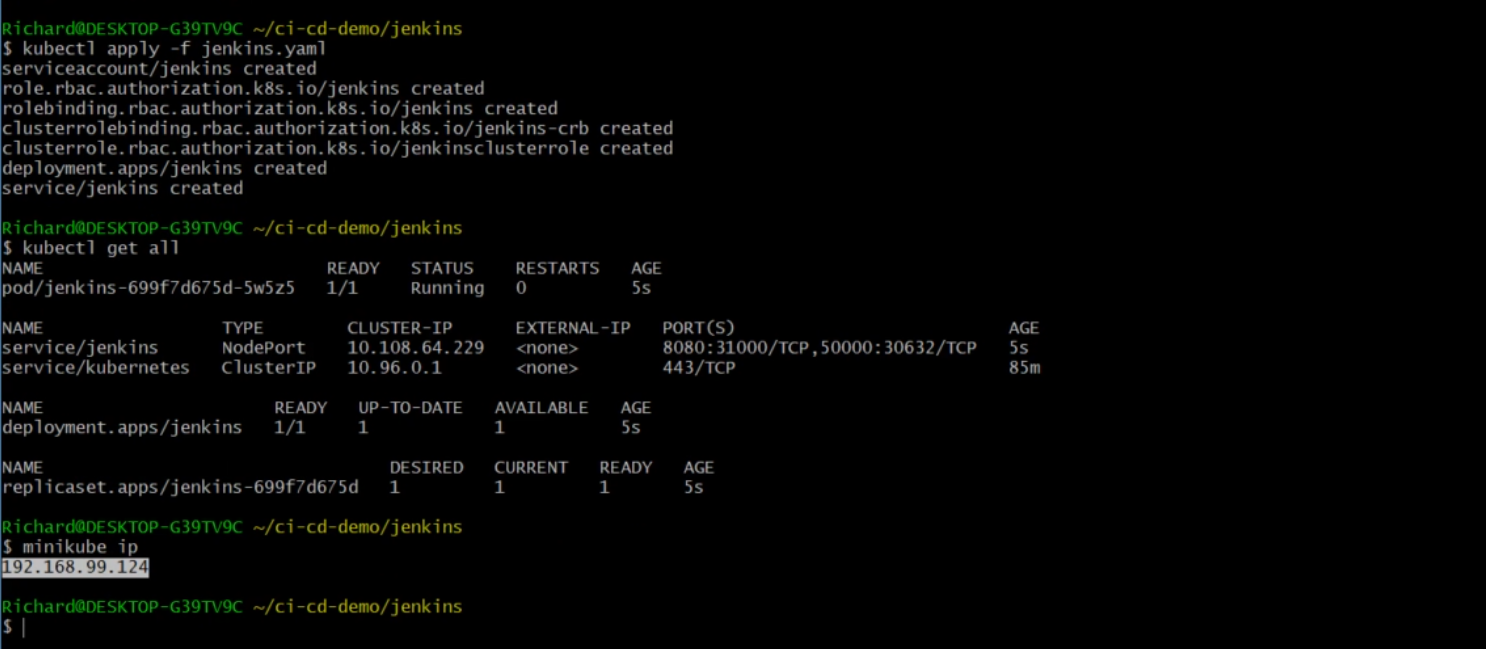 Richard@DESKTOP-G39TV9C ~/ci-cd-demo/jenkins
$ kubectl apply -f jenkins.yaml
serviceaccount/jenkins created
role.rbac.authorization.k8s.io/jenkins created
rolebinding.rbac.authorization.k8s.io/jenkins created
clusterrolebinding.rbac.authorization.k8s.io/jenkins-crb created
clusterrole.rbac.authorization.k8s.io/jenkinsclusterrole created
deployment.apps/jenkins created
service/jenkins created
Richard@DESKTOP-G39TV9C ~/ci-cd-demo/jenkins
$ kubectl get all
NAME READY STATUS RESTARTS AGE
pod/jenkins-699f7d675d-5w5z5 1/1 Running 0 5s
NAME TYPE CLUSTER-IP EXTERNAL-IP PORT(S) AGE
service/jenkins NodePort 10.108.64.229 <none> 8080:31000/TCP,50000:30632/TCP 5s
service/kubernetes ClusterIP 10.96.0.1 <none> 443/TCP 85m
NAME READY UP-TO-DATE AVAILABLE AGE
deployment.apps/jenkins 1/1 1 1 5s
NAME DESIRED CURRENT READY AGE
replicaset.apps/jenkins-699f7d675d 1 1 1 5s
Richard@DESKTOP-G39TV9C ~/ci-cd-demo/jenkins
$ minikube ip
192.168.99.124
Richard@DESKTOP-G39TV9C ~/ci-cd-demo/jenkins
$